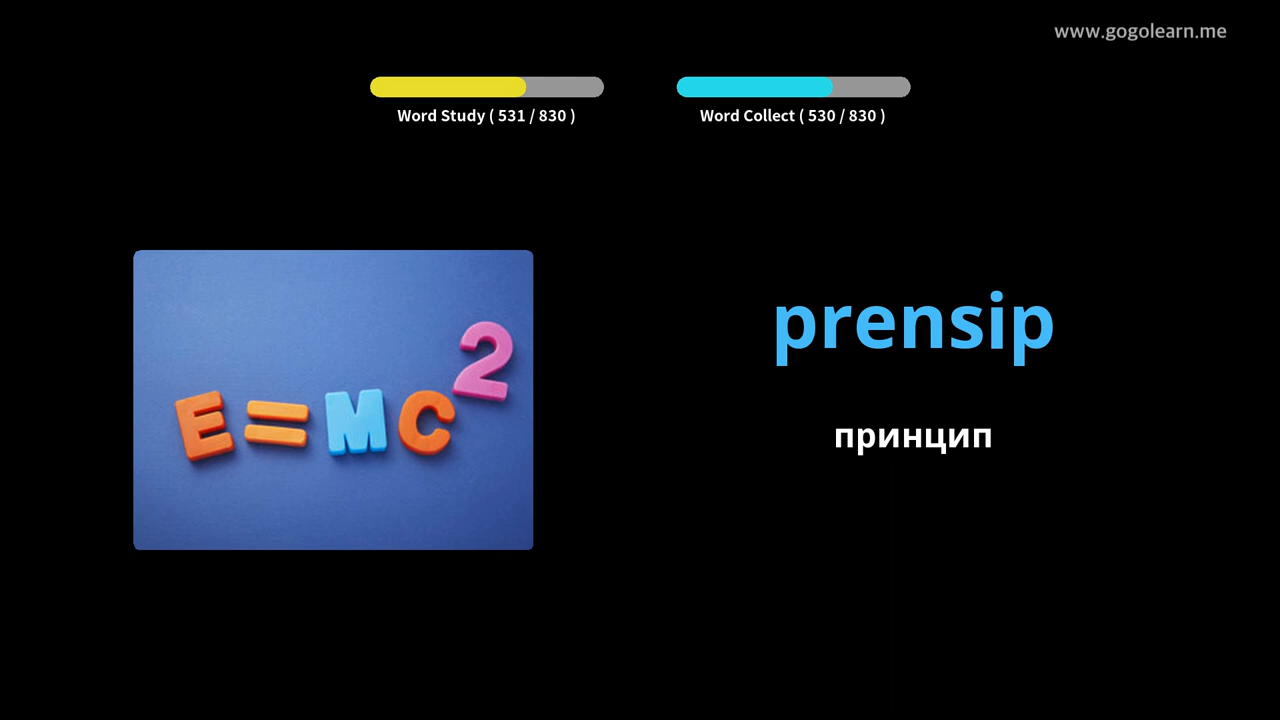 www.gogolearn.me
Word Study ( 531 / 830 )
Word Collect ( 530 / 830 )
E=MC2
prensip
принцип